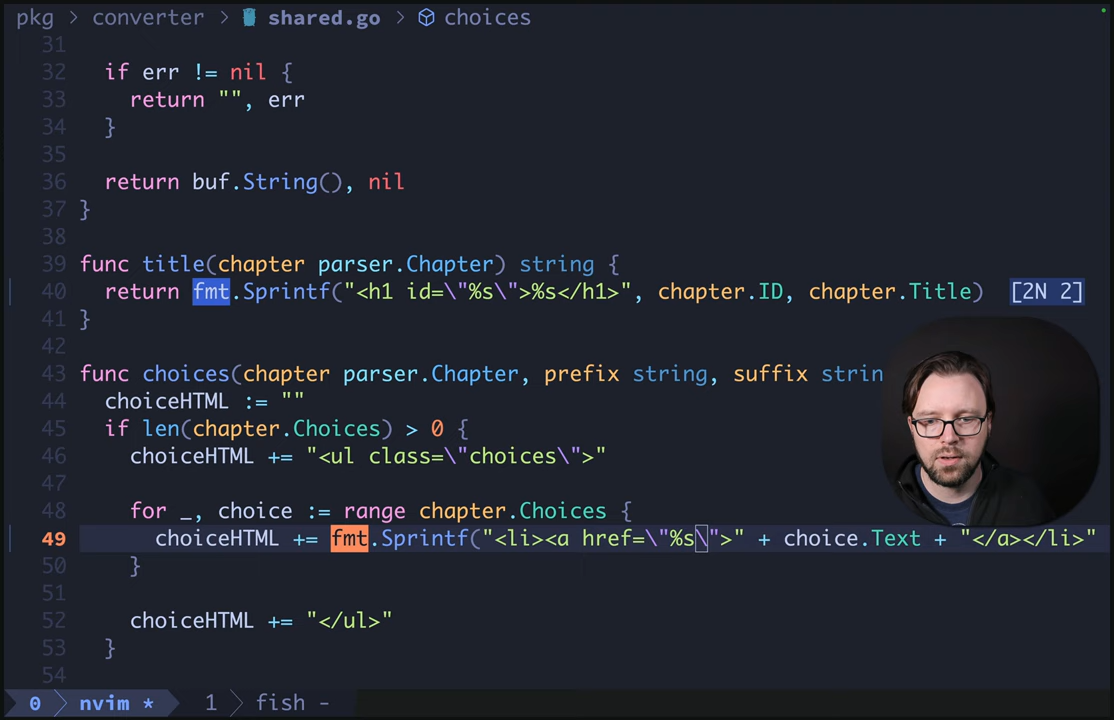 pkg > converter > shared.go > choices
31
32 if err != nil {
33 return "", err
34 }
35
36 return buf.String(), nil
37 }
38
39 func title(chapter parser.Chapter) string {
40 return fmt.Sprintf("<h1 id=\"%s\">%s</h1>", chapter.ID, chapter.Title) [2N 2]
41 }
42
43 func choices(chapter parser.Chapter, prefix string, suffix strin
44 choiceHTML := ""
45 if len(chapter.Choices) > 0 {
46 choiceHTML += "<ul class=\"choices\">"
47
48 for _, choice := range chapter.Choices {
49 choiceHTML += fmt.Sprintf("<li><a href=\"%s\">" + choice.Text + "</a></li>"
50 }
51
52 choiceHTML += "</ul>"
53 }
54
0 nvim * 1 fish -